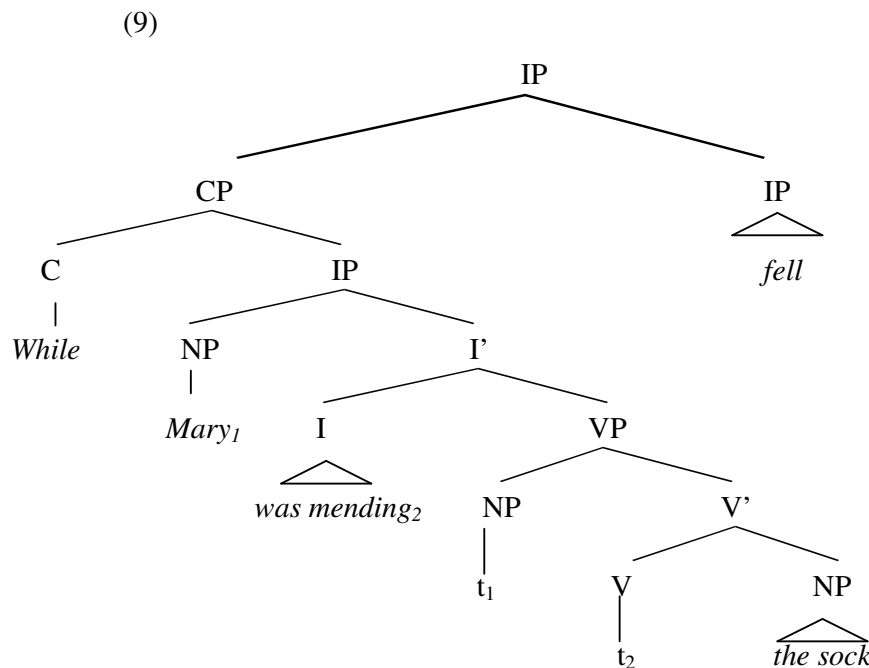 (9)
IP
CP IP
C IP fell
While NP I’
Mary₁ I VP
was mending₂ NP V’
t₁ V NP
t₂ the sock